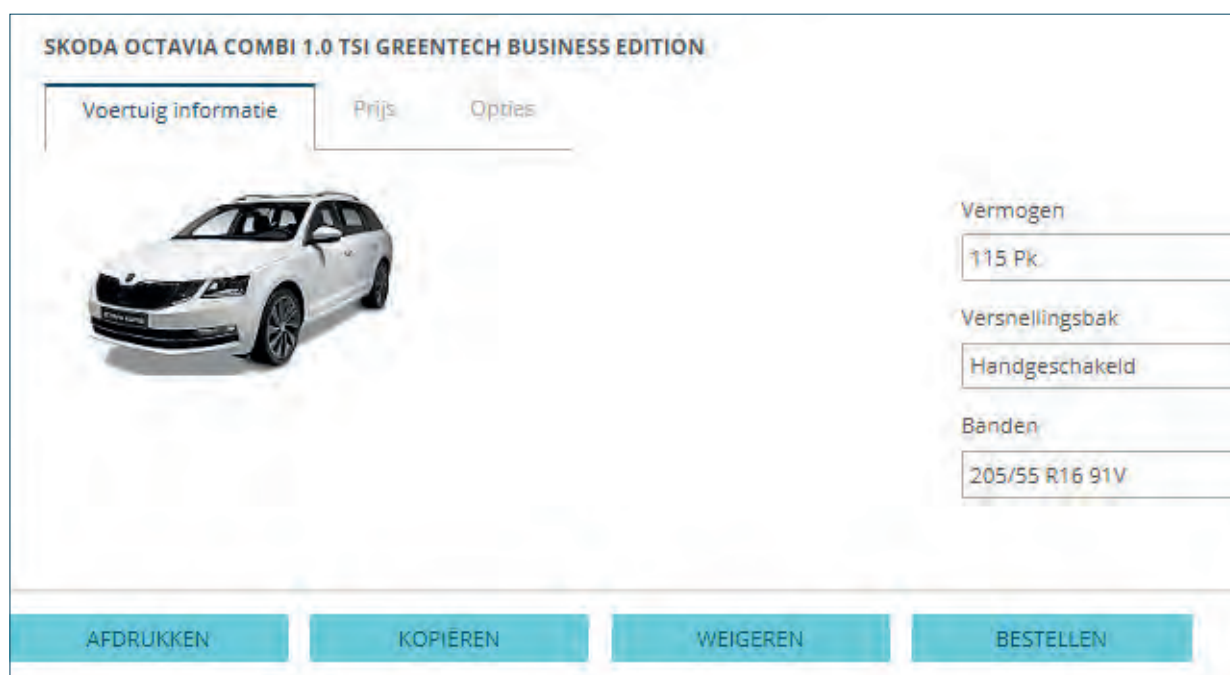 SKODA OCTAVIA COMBI 1.0 TSI GREENTECH BUSINESS EDITION
Voertuig informatie Prijs Opties
Vermogen
115 Pk
Versnellingsbak
Handgeschakeld
Banden
205/55 R16 91V
AFDRUKKEN KOPIËREN WEIGEREN BESTELLEN